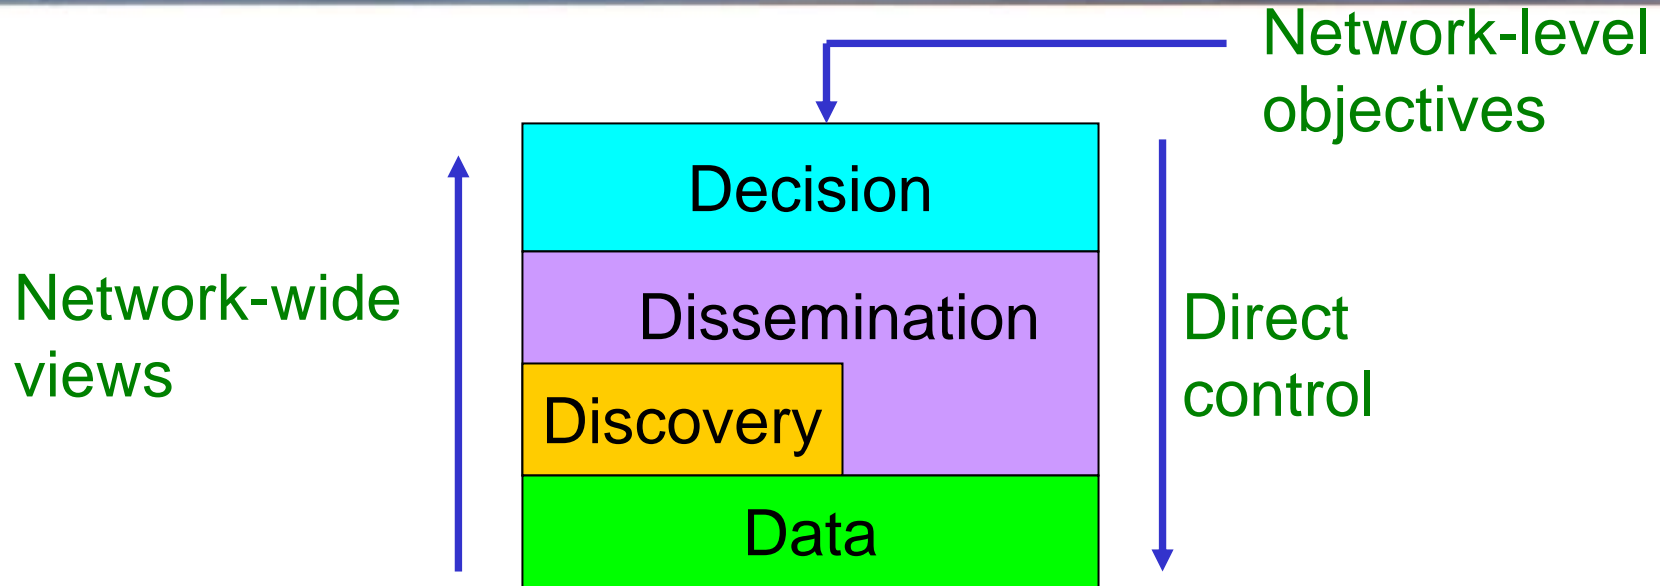 Network-level
objectives
Decision
Network-wide
views
Dissemination
Direct
control
Discovery
Data